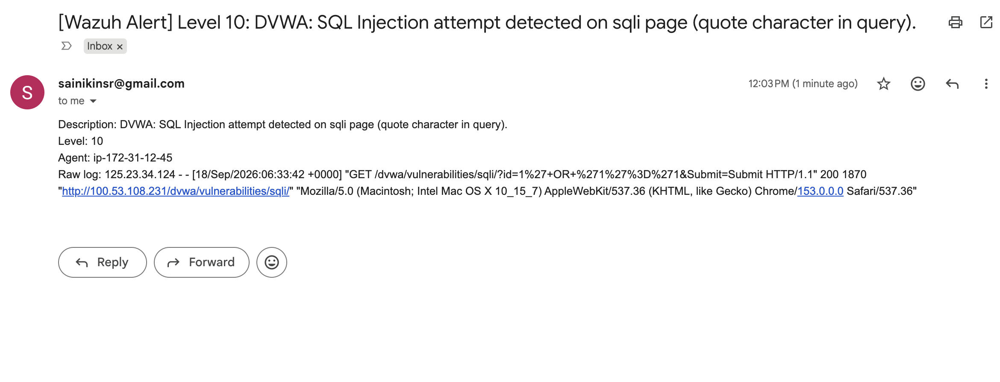 [Wazuh Alert] Level 10: DVWA: SQL Injection attempt detected on sqli page (quote character in query).
Inbox ×
S
sainikinsr@gmail.com
12:03 PM (1 minute ago)
to me
Description: DVWA: SQL Injection attempt detected on sqli page (quote character in query).
Level: 10
Agent: ip-172-31-12-45
Raw log: 125.23.34.124 - - [18/Sep/2026:06:33:42 +0000] "GET /dvwa/vulnerabilities/sqli/?id=1%27+OR+%271%27%3D%271&Submit=Submit HTTP/1.1" 200 1870
"http://100.53.108.231/dvwa/vulnerabilities/sqli/" "Mozilla/5.0 (Macintosh; Intel Mac OS X 10_15_7) AppleWebKit/537.36 (KHTML, like Gecko) Chrome/153.0.0.0 Safari/537.36"
Reply
Forward